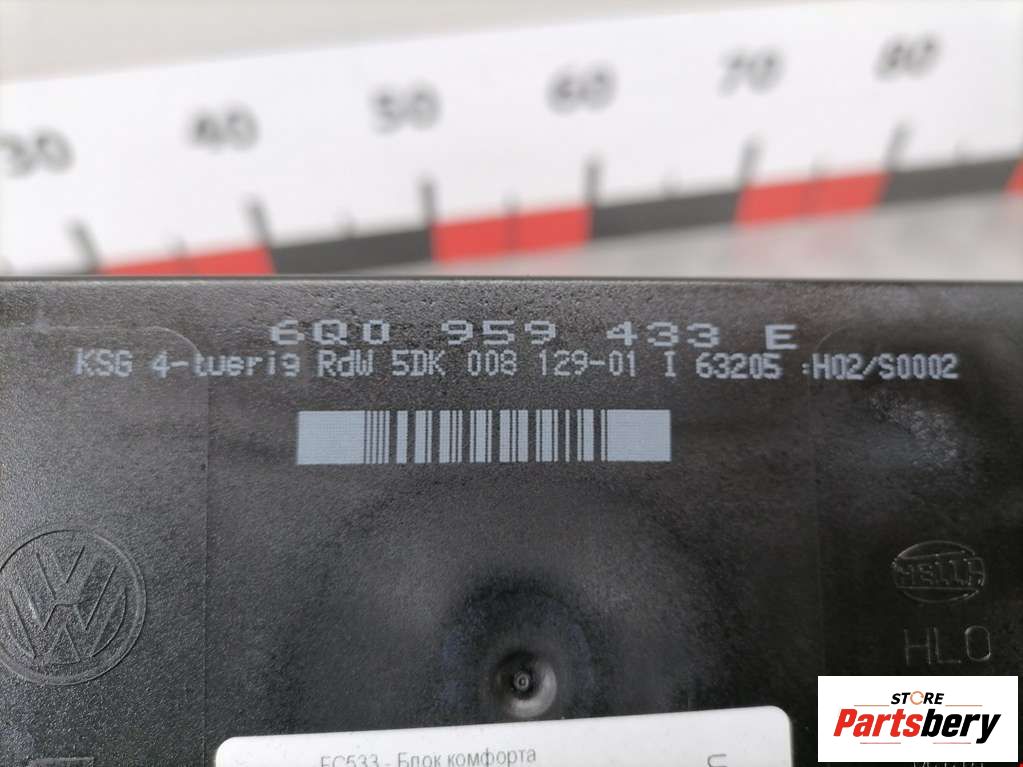 30 40 50 60 70 80
6Q0 959 433 E
KSG 4-tuerig RdW 5DK 008 129-01 I 63205 :H02/S0002
HELLA
HLO
STORE
Partsbery
EC533 - Блок комфорта